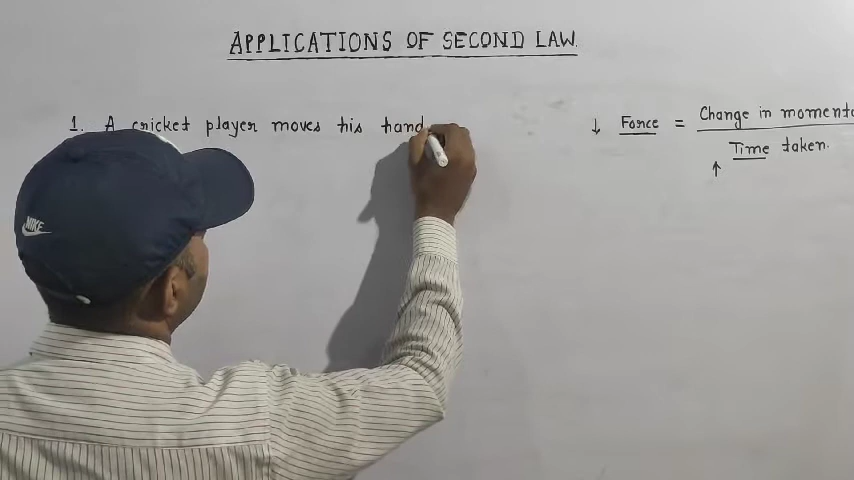 APPLICATIONS OF SECOND LAW.
1. A cricket player moves his hand
↓ Force = Change in momentu
Time taken.
↑
NIKE